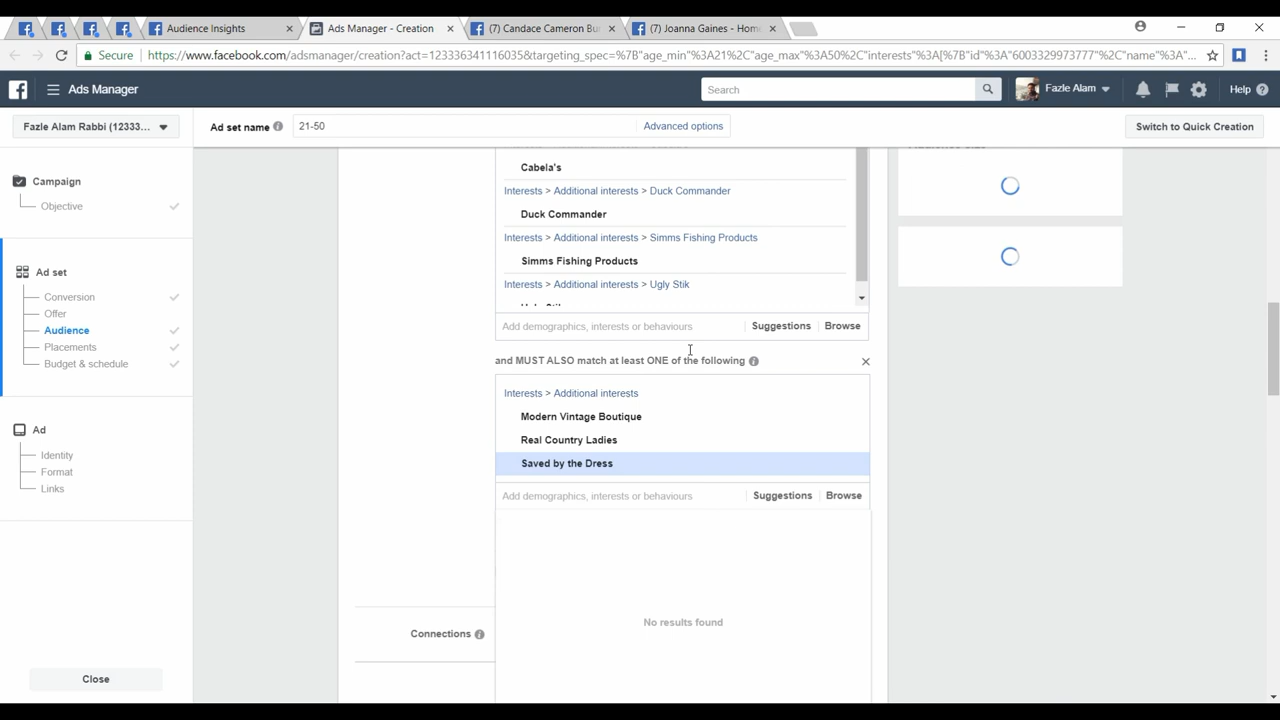 Audience Insights
Ads Manager - Creation
(7) Candace Cameron Bu
(7) Joanna Gaines - Home
Secure
https://www.facebook.com/adsmanager/creation?act=1233363411116035&targeting_spec=%7B"age_min"%3A21%2C"age_max"%3A50%2C"interests"%3A[%7B"id"%3A"6003329973777"%2C"name"%3A"...
Ads Manager
Search
Fazle Alam
Help
Fazle Alam Rabbi (12333...
Ad set name
21-50
Advanced options
Switch to Quick Creation
Campaign
Objective
Ad set
Conversion
Offer
Audience
Placements
Budget & schedule
Ad
Identity
Format
Links
Close
Cabela's
Interests > Additional interests > Duck Commander
Duck Commander
Interests > Additional interests > Simms Fishing Products
Simms Fishing Products
Interests > Additional interests > Ugly Stik
Add demographics, interests or behaviours
Suggestions
Browse
and MUST ALSO match at least ONE of the following
Interests > Additional interests
Modern Vintage Boutique
Real Country Ladies
Saved by the Dress
Add demographics, interests or behaviours
Suggestions
Browse
No results found
Connections